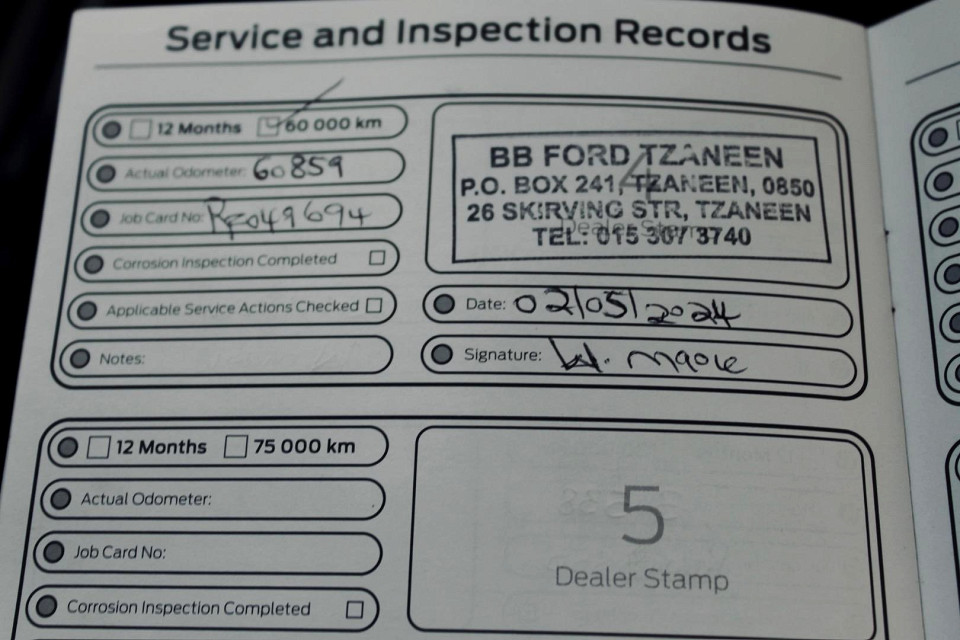 Service and Inspection Records
12 Months 60 000 km
Actual Odometer: 60859
Job Card No:
Corrosion Inspection Completed
Applicable Service Actions Checked
Notes:
BB FORD TZANEEN
P.O. BOX 241, TZANEEN, 0850
26 SKIRVING STR, TZANEEN
TEL: 015 307 3740
4
Dealer Stamp
Date: 02/05/2024
Signature: W.
12 Months 75 000 km
Actual Odometer:
Job Card No:
Corrosion Inspection Completed
5
Dealer Stamp